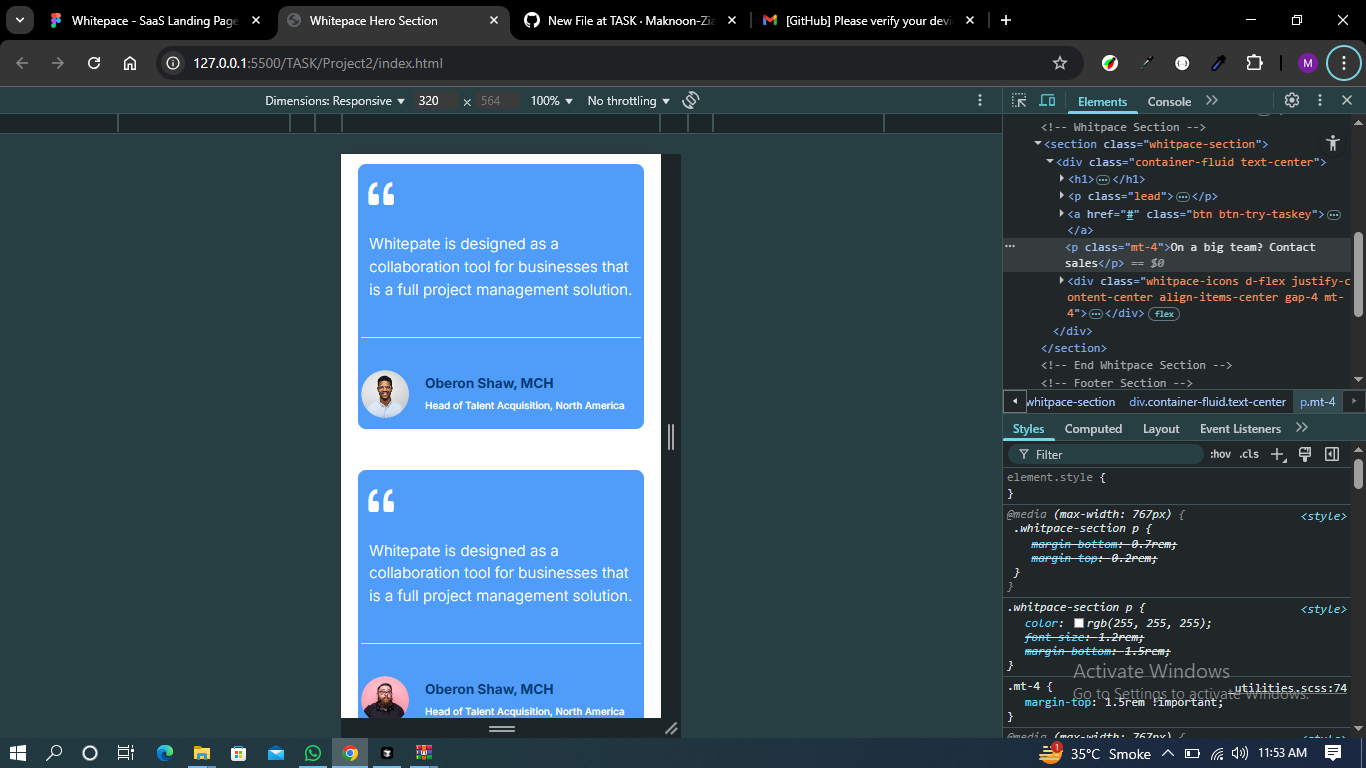 Whitepace - SaaS Landing Page
Whitepace Hero Section
New File at TASK · Maknoon-Zia
[GitHub] Please verify your devi
127.0.0.1:5500/TASK/Project2/index.html
M
Dimensions: Responsive
320
×
564
100%
No throttling
Elements
Console
<!-- Whitpace Section -->
<section class="whitpace-section">
<div class="container-fluid text-center">
<h1>…</h1>
<p class="lead">…</p>
<a href="#" class="btn btn-try-taskey">…
</a>
<p class="mt-4">On a big team? Contact
sales</p> == $0
<div class="whitpace-icons d-flex justify-c
ontent-center align-items-center gap-4 mt-
4">…</div> flex
</div>
</section>
<!-- End Whitpace Section -->
<!-- Footer Section -->
whitpace-section
div.container-fluid.text-center
p.mt-4
Styles
Computed
Layout
Event Listeners
Filter
:hov .cls
element.style {
}
@media (max-width: 767px) {
<style>
.whitpace-section p {
margin-bottom: 0.7rem;
margin-top: 0.2rem;
}
}
.whitpace-section p {
<style>
color: rgb(255, 255, 255);
font-size: 1.2rem;
margin-bottom: 1.5rem;
}
.mt-4 {
_utilities.scss:74
margin-top: 1.5rem !important;
}
@media (max-width: 767px) {
<style>
Activate Windows
Go to Settings to activate Windows.
“
Whitepate is designed as a
collaboration tool for businesses that
is a full project management solution.
Oberon Shaw, MCH
Head of Talent Acquisition, North America
“
Whitepate is designed as a
collaboration tool for businesses that
is a full project management solution.
Oberon Shaw, MCH
Head of Talent Acquisition, North America
1
35°C Smoke
11:53 AM